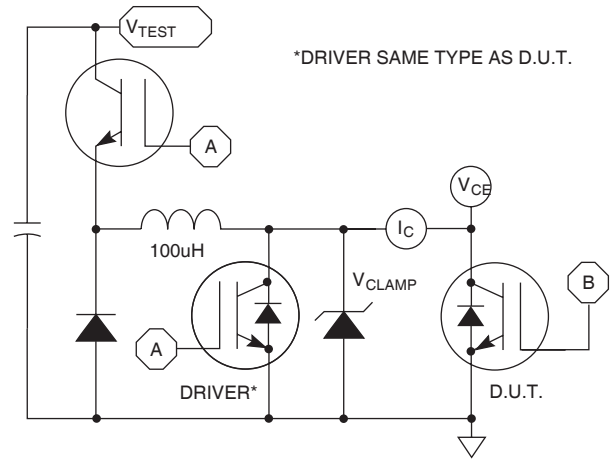 VTEST
*DRIVER SAME TYPE AS D.U.T.
A
VCE
100uH
IC
VCLAMP
B
A
DRIVER*
D.U.T.